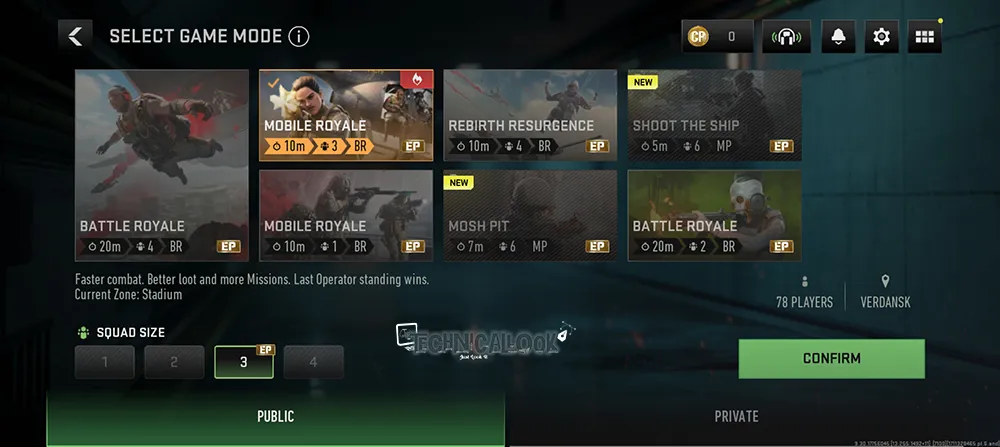 SELECT GAME MODE i
CP 0
MOBILE ROYALE
10m 3 BR EP
REBIRTH RESURGENCE
10m 4 BR EP
NEW
SHOOT THE SHIP
5m 6 MP EP
BATTLE ROYALE
20m 4 BR EP
MOBILE ROYALE
10m 1 BR EP
NEW
MOSH PIT
7m 6 MP EP
BATTLE ROYALE
20m 2 BR EP
Faster combat. Better loot and more Missions. Last Operator standing wins.
Current Zone: Stadium
78 PLAYERS
VERDANSK
SQUAD SIZE
1 2 3 EP 4
TECHNICALLOOK
CONFIRM
PUBLIC
PRIVATE